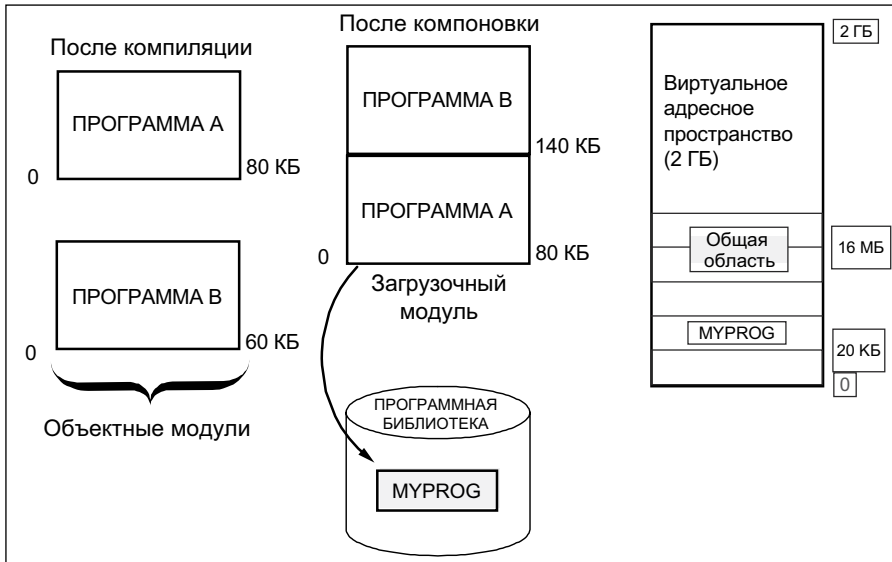 После компиляции
ПРОГРАММА А
0
80 КБ
ПРОГРАММА В
0
60 КБ
Объектные модули
После компоновки
ПРОГРАММА В
140 КБ
ПРОГРАММА А
0
80 КБ
Загрузочный
модуль
ПРОГРАММНАЯ
БИБЛИОТЕКА
MYPROG
2 ГБ
Виртуальное
адресное
пространство
(2 ГБ)
Общая
область
16 МБ
MYPROG
20 КБ
0